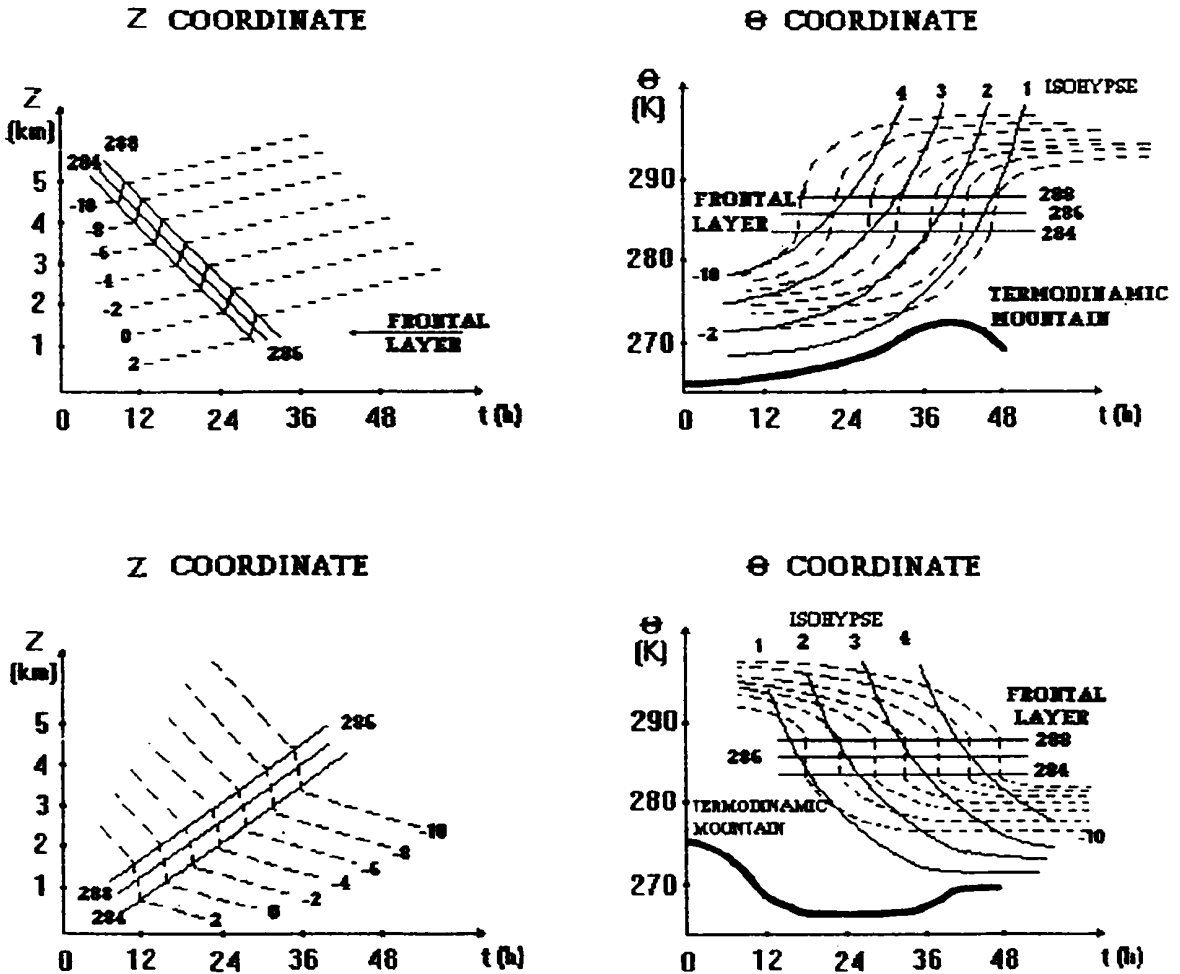 Z COORDINATE
Z
(km)
5
4
3
2
1
288
284
-10
-8
-6
-4
-2
0
2
286
FRONTAL
LAYER
0 12 24 36 48 t (h)
Θ COORDINATE
Θ
(K)
290
280
270
4 3 2 1 ISOHYPSE
FRONTAL
LAYER
288
286
284
-10
-2
TERMODINAMIC
MOUNTAIN
0 12 24 36 48 t (h)
Z COORDINATE
Z
(km)
5
4
3
2
1
286
288
284
-10
-8
-6
-4
-2
0
2
0 12 24 36 48 t (h)
Θ COORDINATE
Θ
(K)
290
280
270
ISOHYPSE
1 2 3 4
FRONTAL
LAYER
288
286
284
-10
TERMODINAMIC
MOUNTAIN
0 12 24 36 48 t (h)